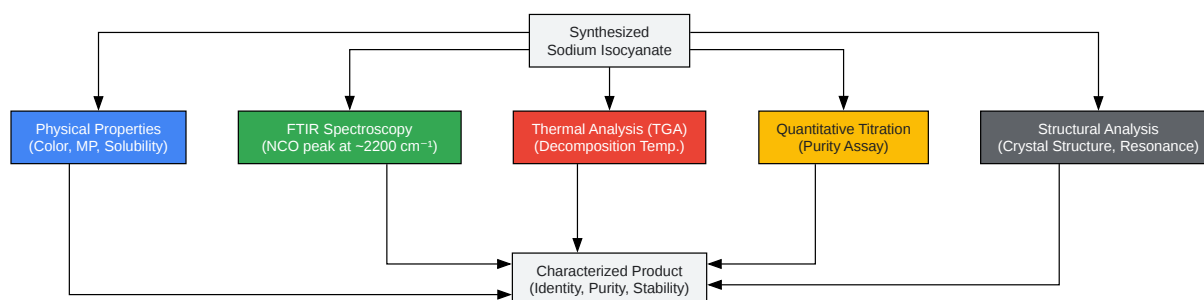 Synthesized
Sodium Isocyanate
Physical Properties
(Color, MP, Solubility)
FTIR Spectroscopy
(NCO peak at ~2200 cm⁻¹)
Thermal Analysis (TGA)
(Decomposition Temp.)
Quantitative Titration
(Purity Assay)
Structural Analysis
(Crystal Structure, Resonance)
Characterized Product
(Identity, Purity, Stability)